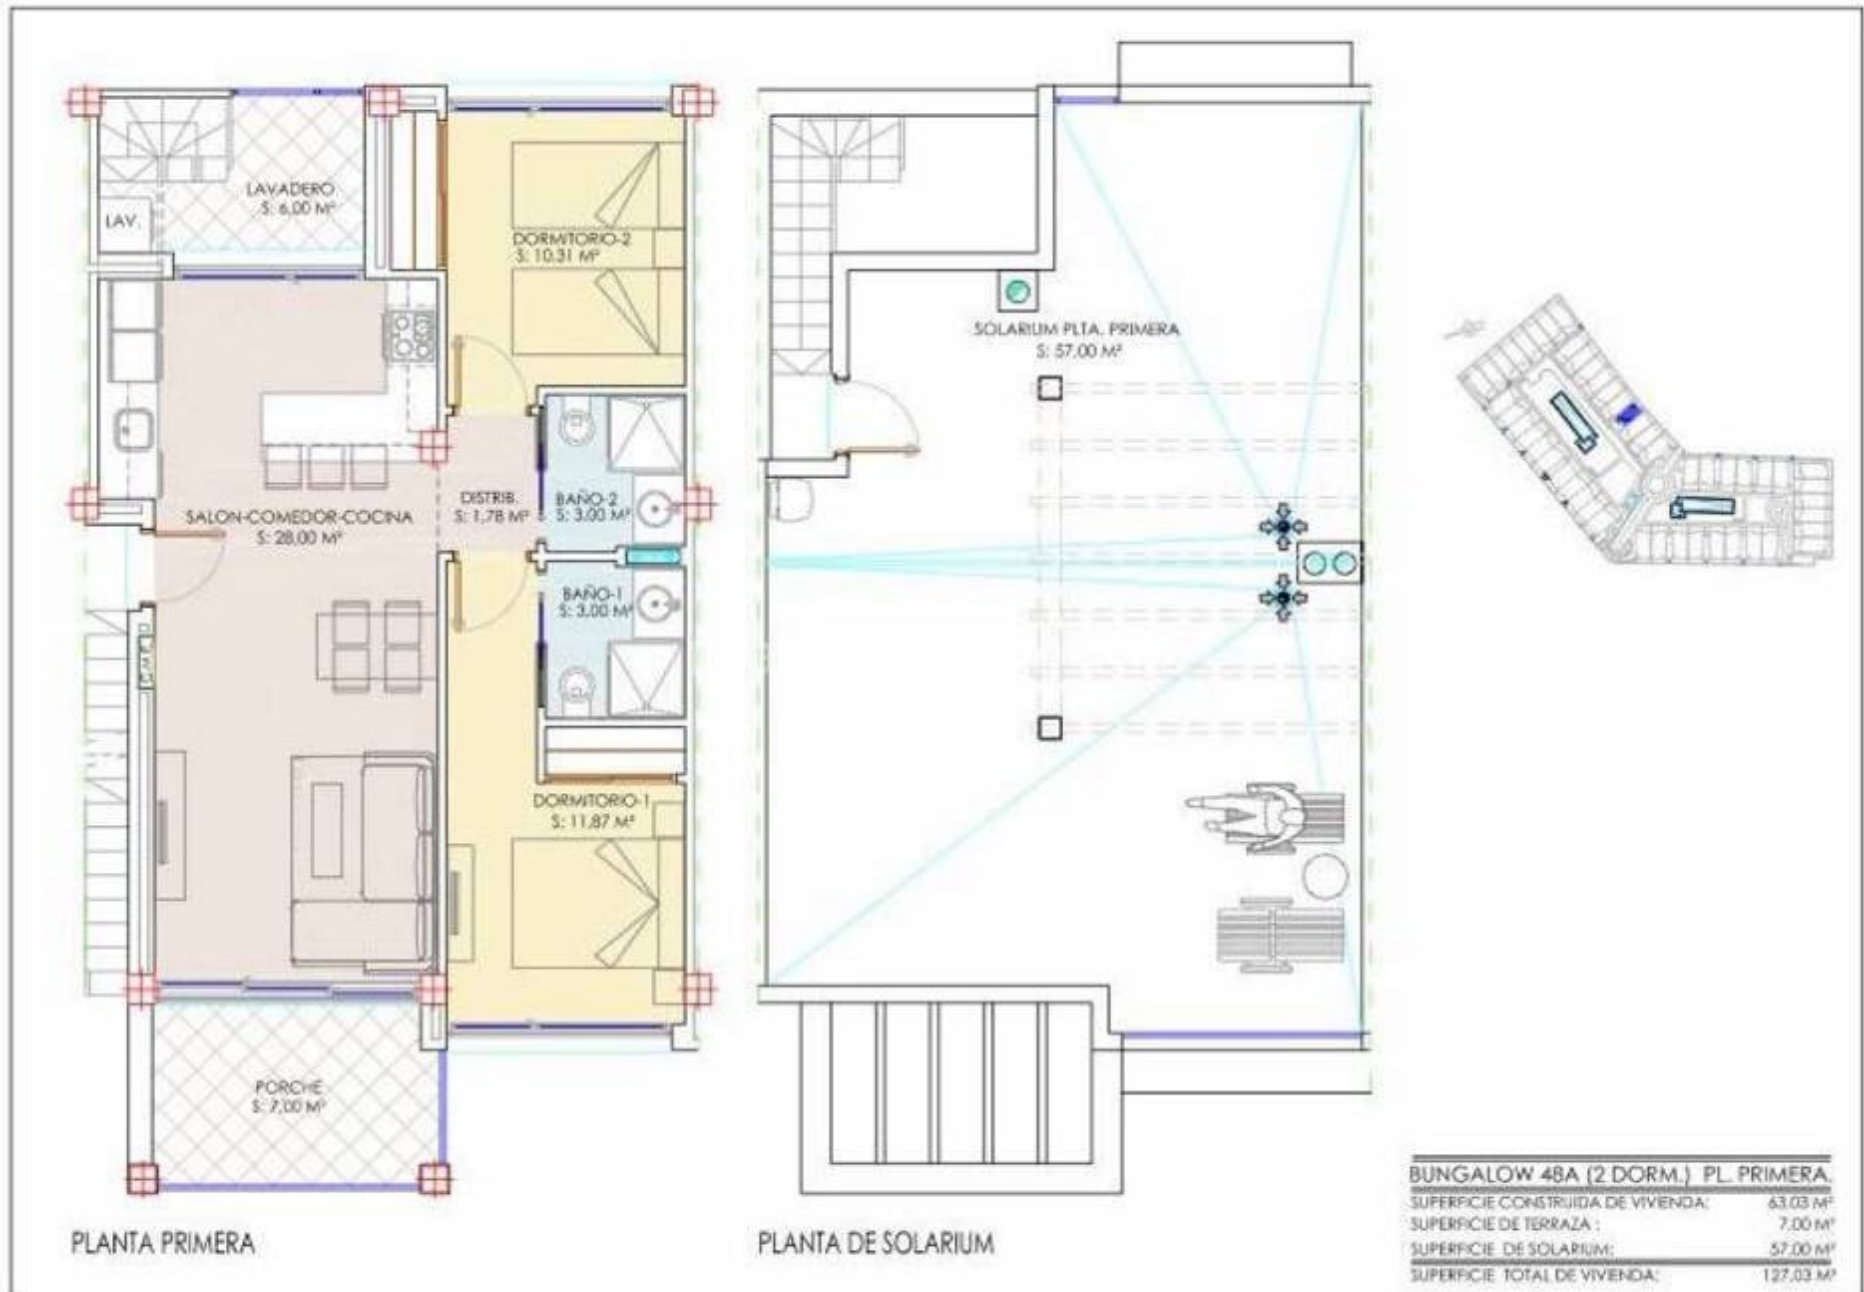 LAVADERO
S: 6,00 M²
LAV.
DORMITORIO-2
S: 10,31 M²
SALON-COMEDOR-COCINA
S: 28,00 M²
DISTRIB.
S: 1,78 M²
BAÑO-2
S: 3,00 M²
BAÑO-1
S: 3,00 M²
DORMITORIO-1
S: 11,87 M²
PORCHE
S: 7,00 M²
PLANTA PRIMERA
SOLARIUM PLTA. PRIMERA
S: 57,00 M²
PLANTA DE SOLARIUM
BUNGALOW 48A (2 DORM.) PL. PRIMERA.
SUPERFICIE CONSTRUIDA DE VIVIENDA: 63,03 M²
SUPERFICIE DE TERRAZA : 7,00 M²
SUPERFICIE DE SOLARIUM: 57,00 M²
SUPERFICIE TOTAL DE VIVIENDA: 127,03 M²